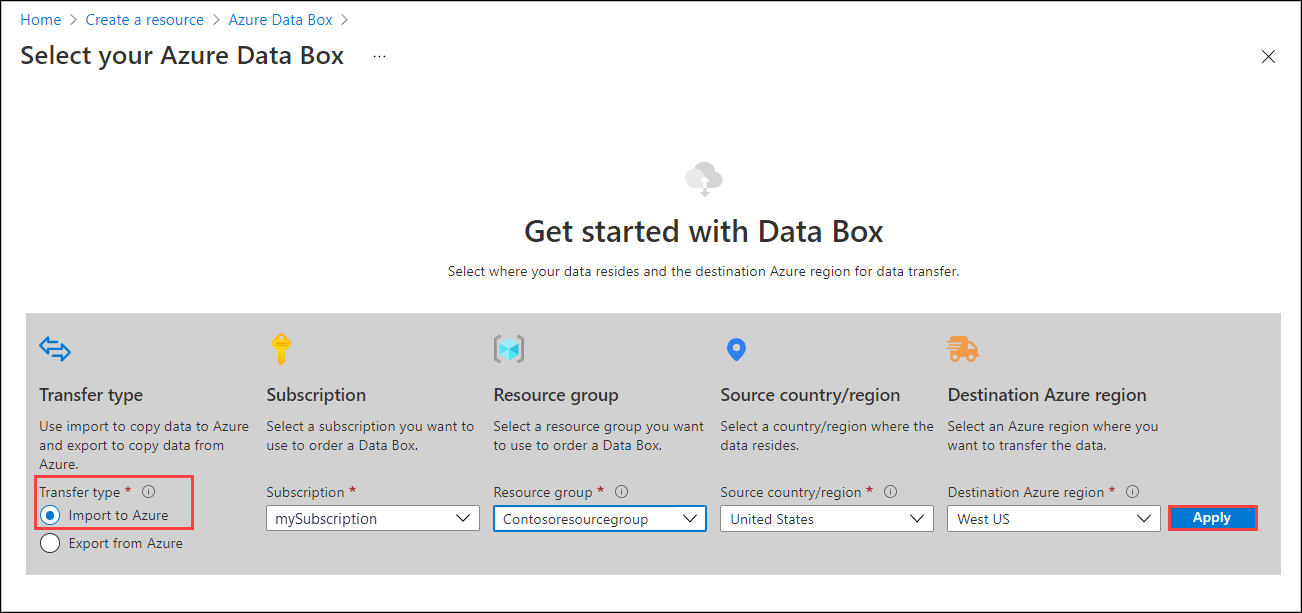 Home > Create a resource > Azure Data Box >
Select your Azure Data Box ...
Get started with Data Box
Select where your data resides and the destination Azure region for data transfer.
Transfer type
Use import to copy data to Azure
and export to copy data from
Azure.
Transfer type *
Import to Azure
Export from Azure
Subscription
Select a subscription you want to
use to order a Data Box.
Subscription *
mySubscription
Resource group
Select a resource group you want
to use to order a Data Box.
Resource group *
Contosoresourcegroup
Source country/region
Select a country/region where the
data resides.
Source country/region *
United States
Destination Azure region
Select an Azure region where you
want to transfer the data.
Destination Azure region *
West US
Apply